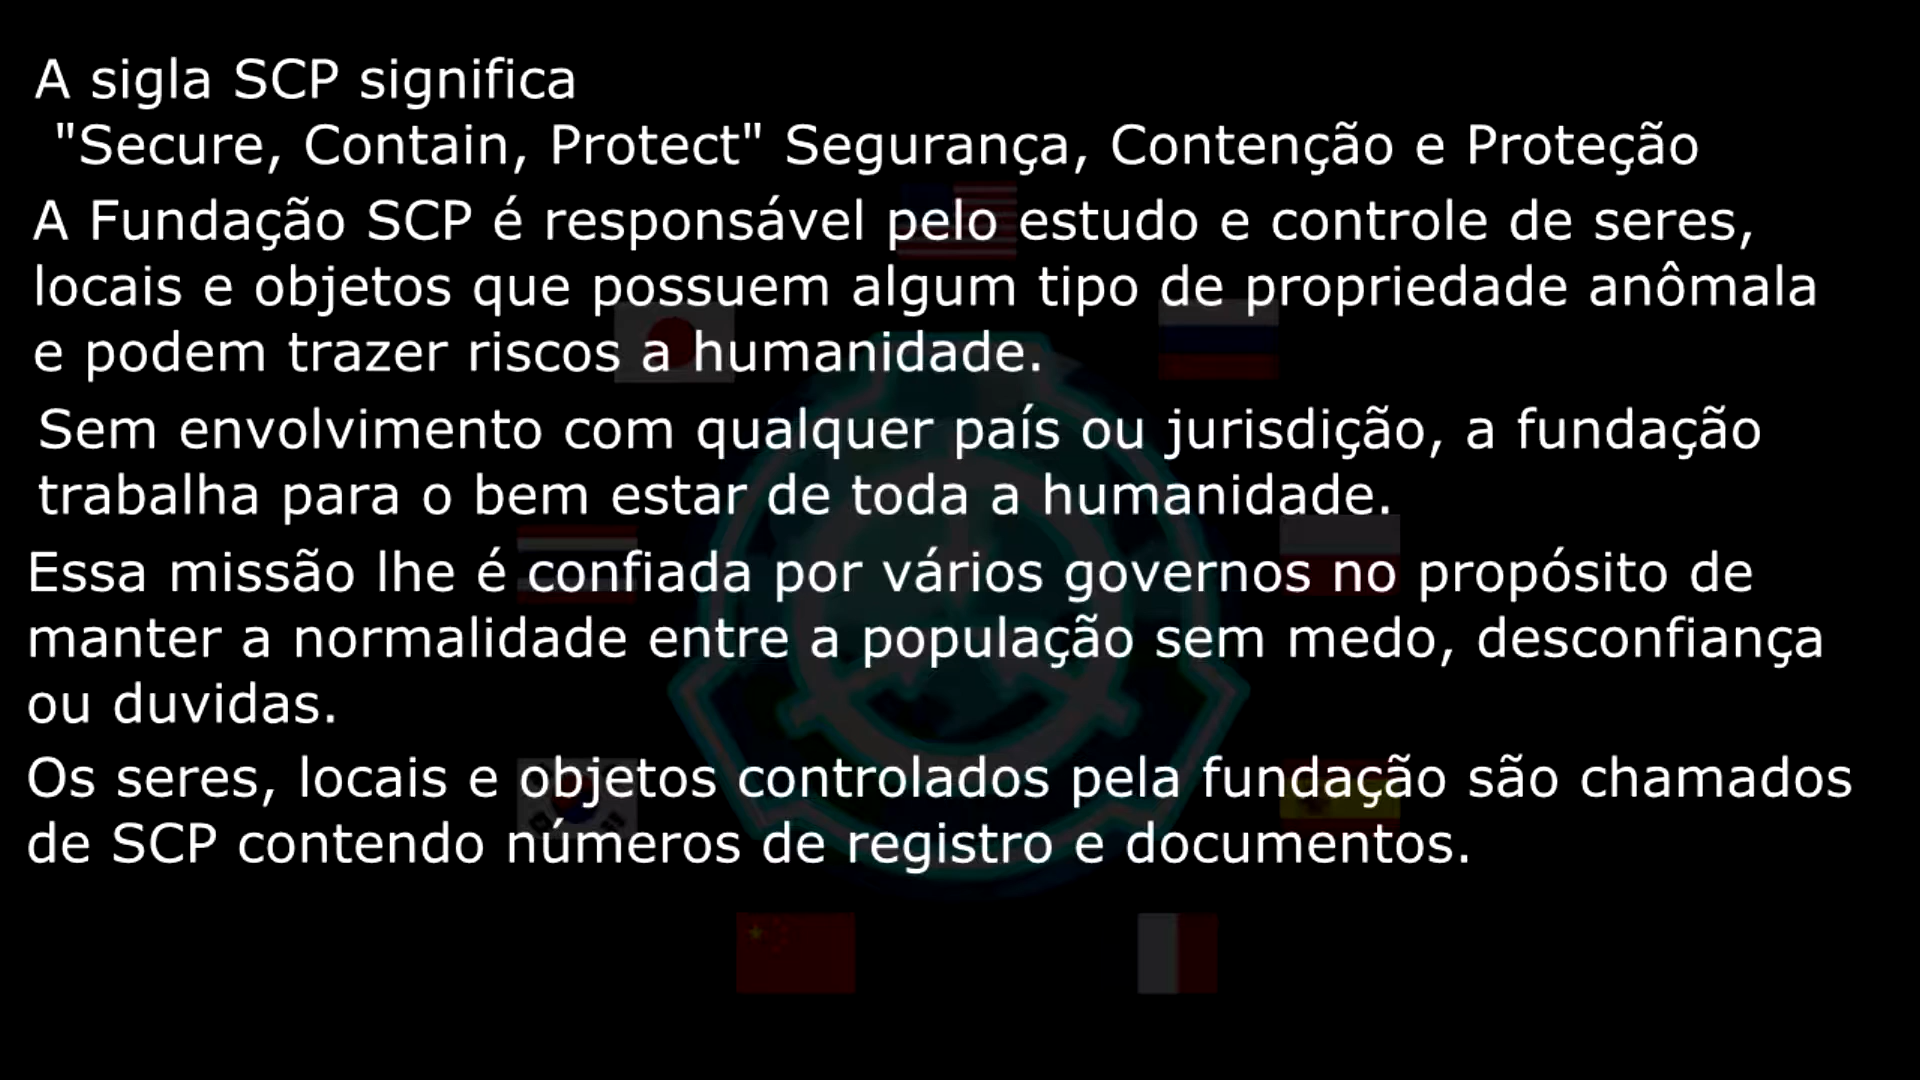 A sigla SCP significa
"Secure, Contain, Protect" Segurança, Contenção e Proteção
A Fundação SCP é responsável pelo estudo e controle de seres,
locais e objetos que possuem algum tipo de propriedade anômala
e podem trazer riscos a humanidade.
Sem envolvimento com qualquer país ou jurisdição, a fundação
trabalha para o bem estar de toda a humanidade.
Essa missão lhe é confiada por vários governos no propósito de
manter a normalidade entre a população sem medo, desconfiança
ou duvidas.
Os seres, locais e objetos controlados pela fundação são chamados
de SCP contendo números de registro e documentos.